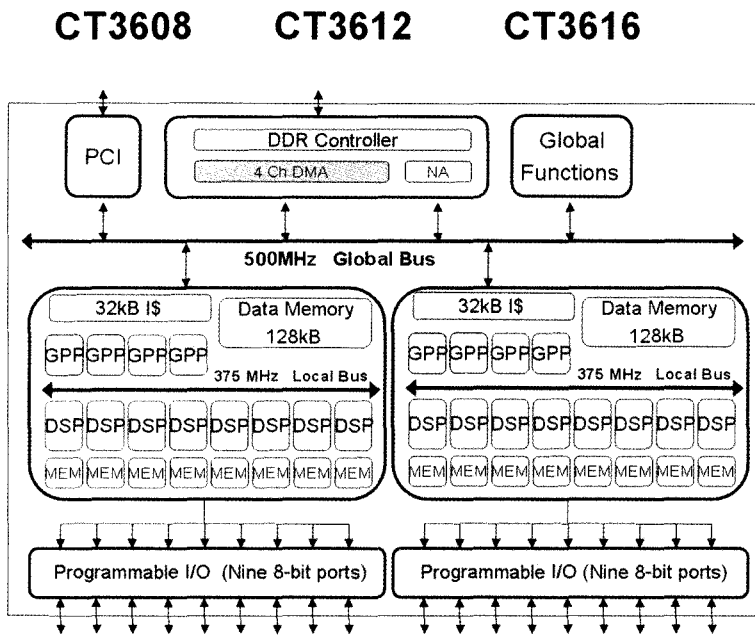 CT3608 CT3612 CT3616
PCI
DDR Controller
4 Ch DMA
NA
Global
Functions
500MHz Global Bus
32kB I$
Data Memory
128kB
GPP GPP GPP GPP
375 MHz Local Bus
DSP DSP DSP DSP DSP DSP DSP DSP
MEM MEM MEM MEM MEM MEM MEM MEM
32kB I$
Data Memory
128kB
GPP GPP GPP GPP
375 MHz Local Bus
DSP DSP DSP DSP DSP DSP DSP DSP
MEM MEM MEM MEM MEM MEM MEM MEM
Programmable I/O (Nine 8-bit ports)
Programmable I/O (Nine 8-bit ports)